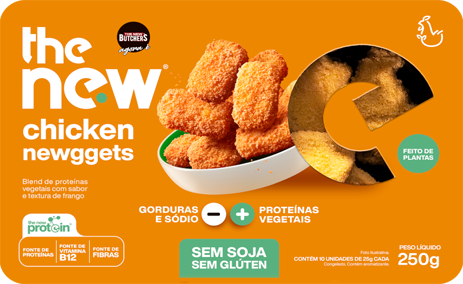 the
new®
THE NEW
BUTCHERS
agora é
chicken
newggets
Blend de proteínas
vegetais com sabor
e textura de frango
the new
protein
FONTE DE
PROTEÍNAS
FONTE DE
VITAMINA
B12
FONTE DE
FIBRAS
GORDURAS
E SÓDIO
PROTEÍNAS
VEGETAIS
SEM SOJA
SEM GLÚTEN
FEITO DE
PLANTAS
Foto ilustrativa
CONTÉM 10 UNIDADES DE 25g CADA
Congelado. Contém aromatizante.
PESO LÍQUIDO
250g